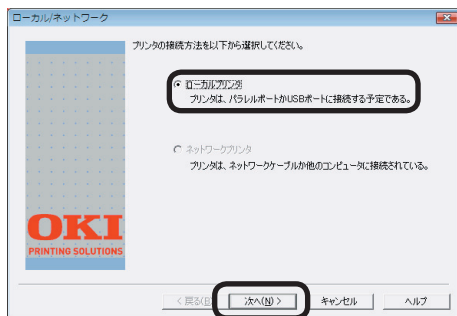 ローカル/ネットワーク
プリンタの接続方法を以下から選択してください。
ローカルプリンタ
プリンタは、パラレルポートかUSBポートに接続する予定である。
ネットワークプリンタ
プリンタは、ネットワークケーブルか他のコンピュータに接続されている。
OKI
PRINTING SOLUTIONS
< 戻る(B) 次へ(N) > キャンセル ヘルプ